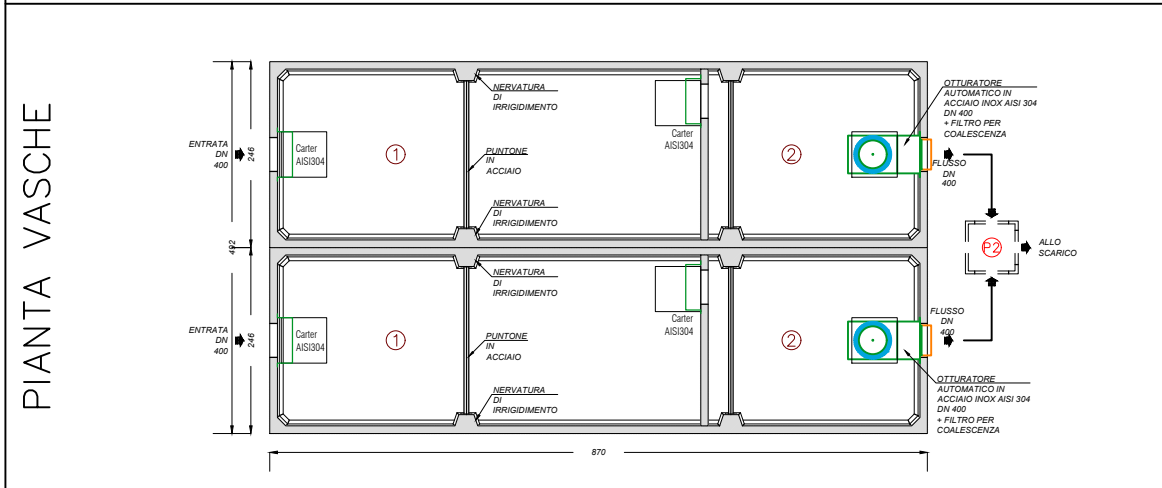 PIANTA VASCHE
OTTURATORE
AUTOMATICO IN
ACCIAIO INOX AISI 304
DN 400
+ FILTRO PER
COALESCENZA
NERVATURA
DI
IRRIGIDIMENTO
ENTRATA
DN
400
246
Carter
AISI304
1
PUNTONE
IN
ACCIAIO
Carter
AISI304
2
FLUSSO
DN
400
NERVATURA
DI
IRRIGIDIMENTO
492
P2
ALLO
SCARICO
NERVATURA
DI
IRRIGIDIMENTO
ENTRATA
DN
400
246
Carter
AISI304
1
PUNTONE
IN
ACCIAIO
Carter
AISI304
2
FLUSSO
DN
400
NERVATURA
DI
IRRIGIDIMENTO
OTTURATORE
AUTOMATICO IN
ACCIAIO INOX AISI 304
DN 400
+ FILTRO PER
COALESCENZA
870